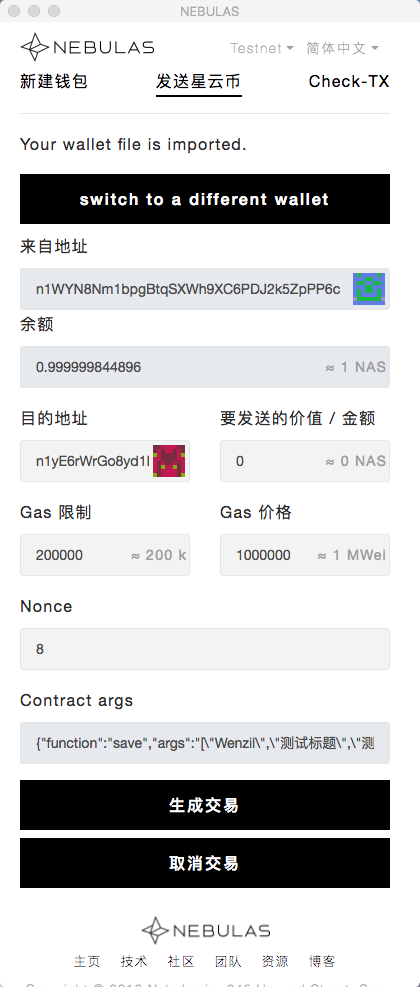 NEBULAS
NEBULAS Testnet 简体中文
新建钱包 发送星云币 Check-TX
Your wallet file is imported.
switch to a different wallet
来自地址
n1WYN8Nm1bpgBtqSXWh9XC6PDJ2k5ZpPP6c
余额
0.999999844896 ≈ 1 NAS
目的地址 要发送的价值 / 金额
n1yE6rWrGo8yd1l 0 ≈ 0 NAS
Gas 限制 Gas 价格
200000 ≈ 200 k 1000000 ≈ 1 MWei
Nonce
8
Contract args
{"function":"save","args":"[\"Wenzil\",\"测试标题\",\"测
生成交易
取消交易
NEBULAS
主页 技术 社区 团队 资源 博客